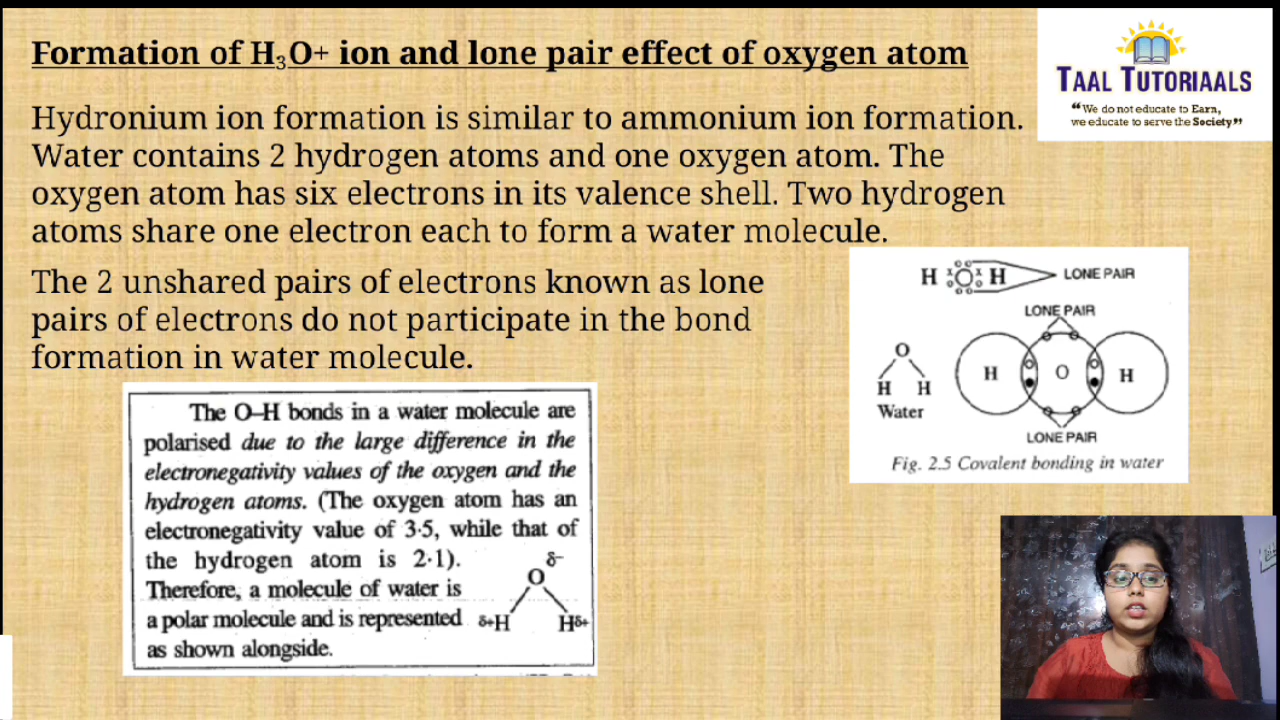 Formation of H₃O+ ion and lone pair effect of oxygen atom
TAAL TUTORIAALS
❝We do not educate to Earn,
we educate to serve the Society❞
Hydronium ion formation is similar to ammonium ion formation.
Water contains 2 hydrogen atoms and one oxygen atom. The
oxygen atom has six electrons in its valence shell. Two hydrogen
atoms share one electron each to form a water molecule.
The 2 unshared pairs of electrons known as lone
pairs of electrons do not participate in the bond
formation in water molecule.
H O H LONE PAIR
LONE PAIR
O
H H
Water
H O H
LONE PAIR
Fig. 2.5 Covalent bonding in water
The O–H bonds in a water molecule are
polarised due to the large difference in the
electronegativity values of the oxygen and the
hydrogen atoms. (The oxygen atom has an
electronegativity value of 3·5, while that of
the hydrogen atom is 2·1).
Therefore, a molecule of water is
a polar molecule and is represented
as shown alongside.
δ–
O
δ+H Hδ+